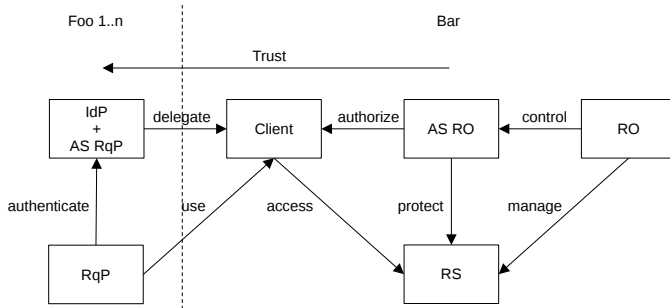 Foo 1..n
Bar
Trust
IdP
+
AS RqP
delegate
Client
authorize
AS RO
control
RO
authenticate
use
access
protect
manage
RqP
RS